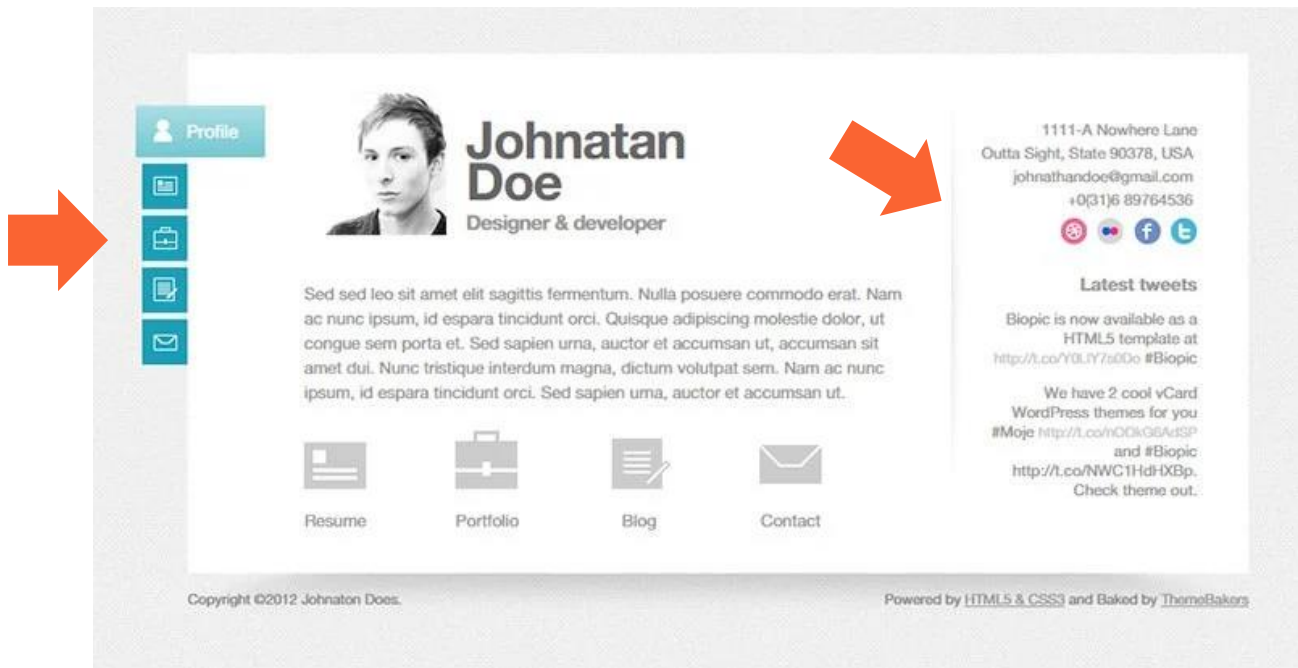 Profile
Johnatan
Doe
Designer & developer
Sed sed leo sit amet elit sagittis fermentum. Nulla posuere commodo erat. Nam
ac nunc ipsum, id espara tincidunt orci. Quisque adipiscing molestie dolor, ut
congue sem porta et. Sed sapien urna, auctor et accumsan ut, accumsan sit
amet dui. Nunc tristique interdum magna, dictum volutpat sem. Nam ac nunc
ipsum, id espara tincidunt orci. Sed sapien urna, auctor et accumsan ut.
Resume
Portfolio
Blog
Contact
1111-A Nowhere Lane
Outta Sight, State 90378, USA
johnathandoe@gmail.com
+0(31)6 89764536
Latest tweets
Biopic is now available as a
HTML5 template at
#Biopic
We have 2 cool vCard
WordPress themes for you
#Moje
and #Biopic
http://t.co/NWC1HdHXBp.
Check theme out.
Copyright ©2012 Johnaton Does.
Powered by HTML5 & CSS3 and Baked by ThemeBakers